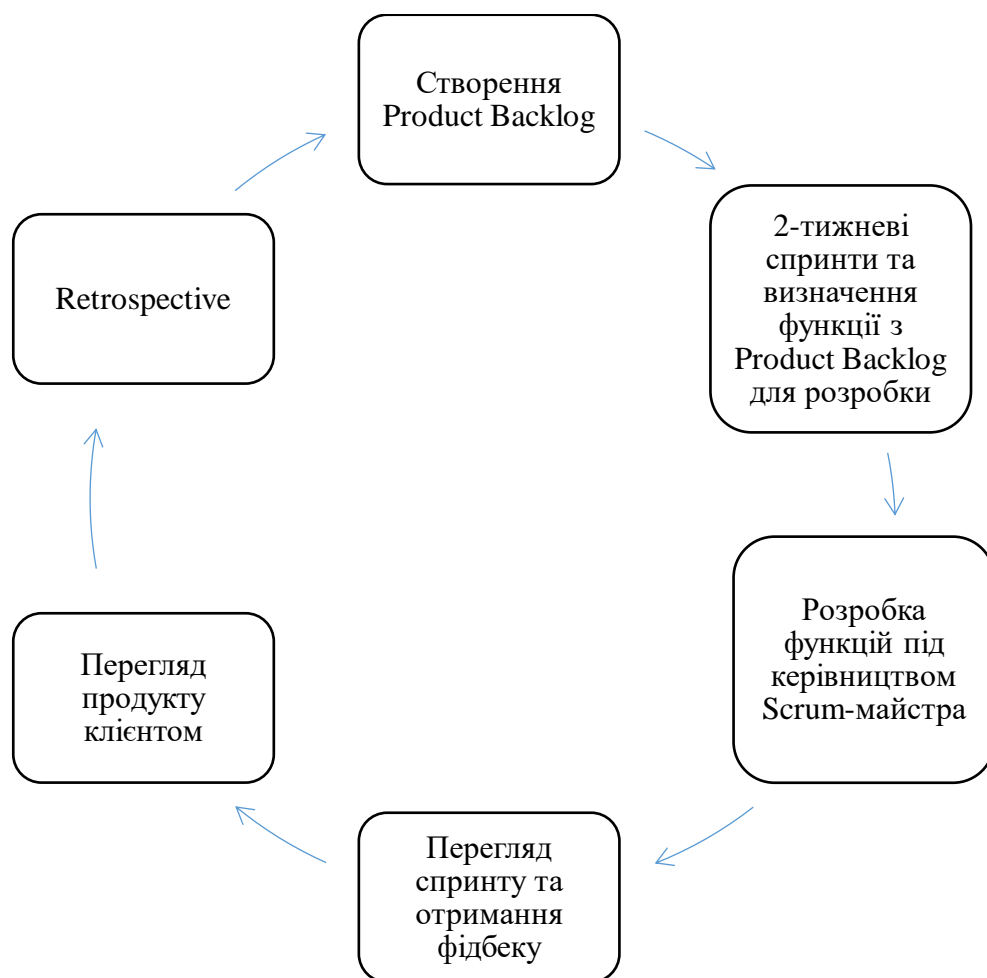 Створення
Product Backlog
2-тижневі
спринти та
визначення
функції з
Product Backlog
для розробки
Розробка
функцій під
керівництвом
Scrum-майстра
Перегляд
спринту та
отримання
фідбеку
Перегляд
продукту
клієнтом
Retrospective